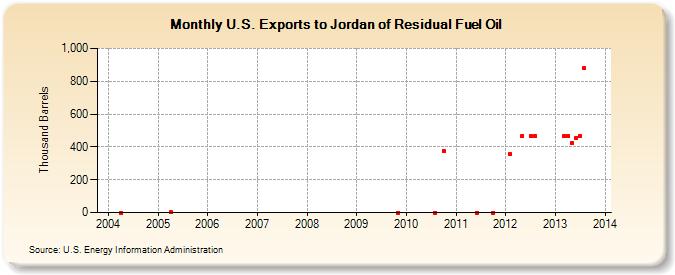 Monthly U.S. Exports to Jordan of Residual Fuel Oil
Thousand Barrels
1,000
800
600
400
200
0
2004 2005 2006 2007 2008 2009 2010 2011 2012 2013 2014
Source: U.S. Energy Information Administration